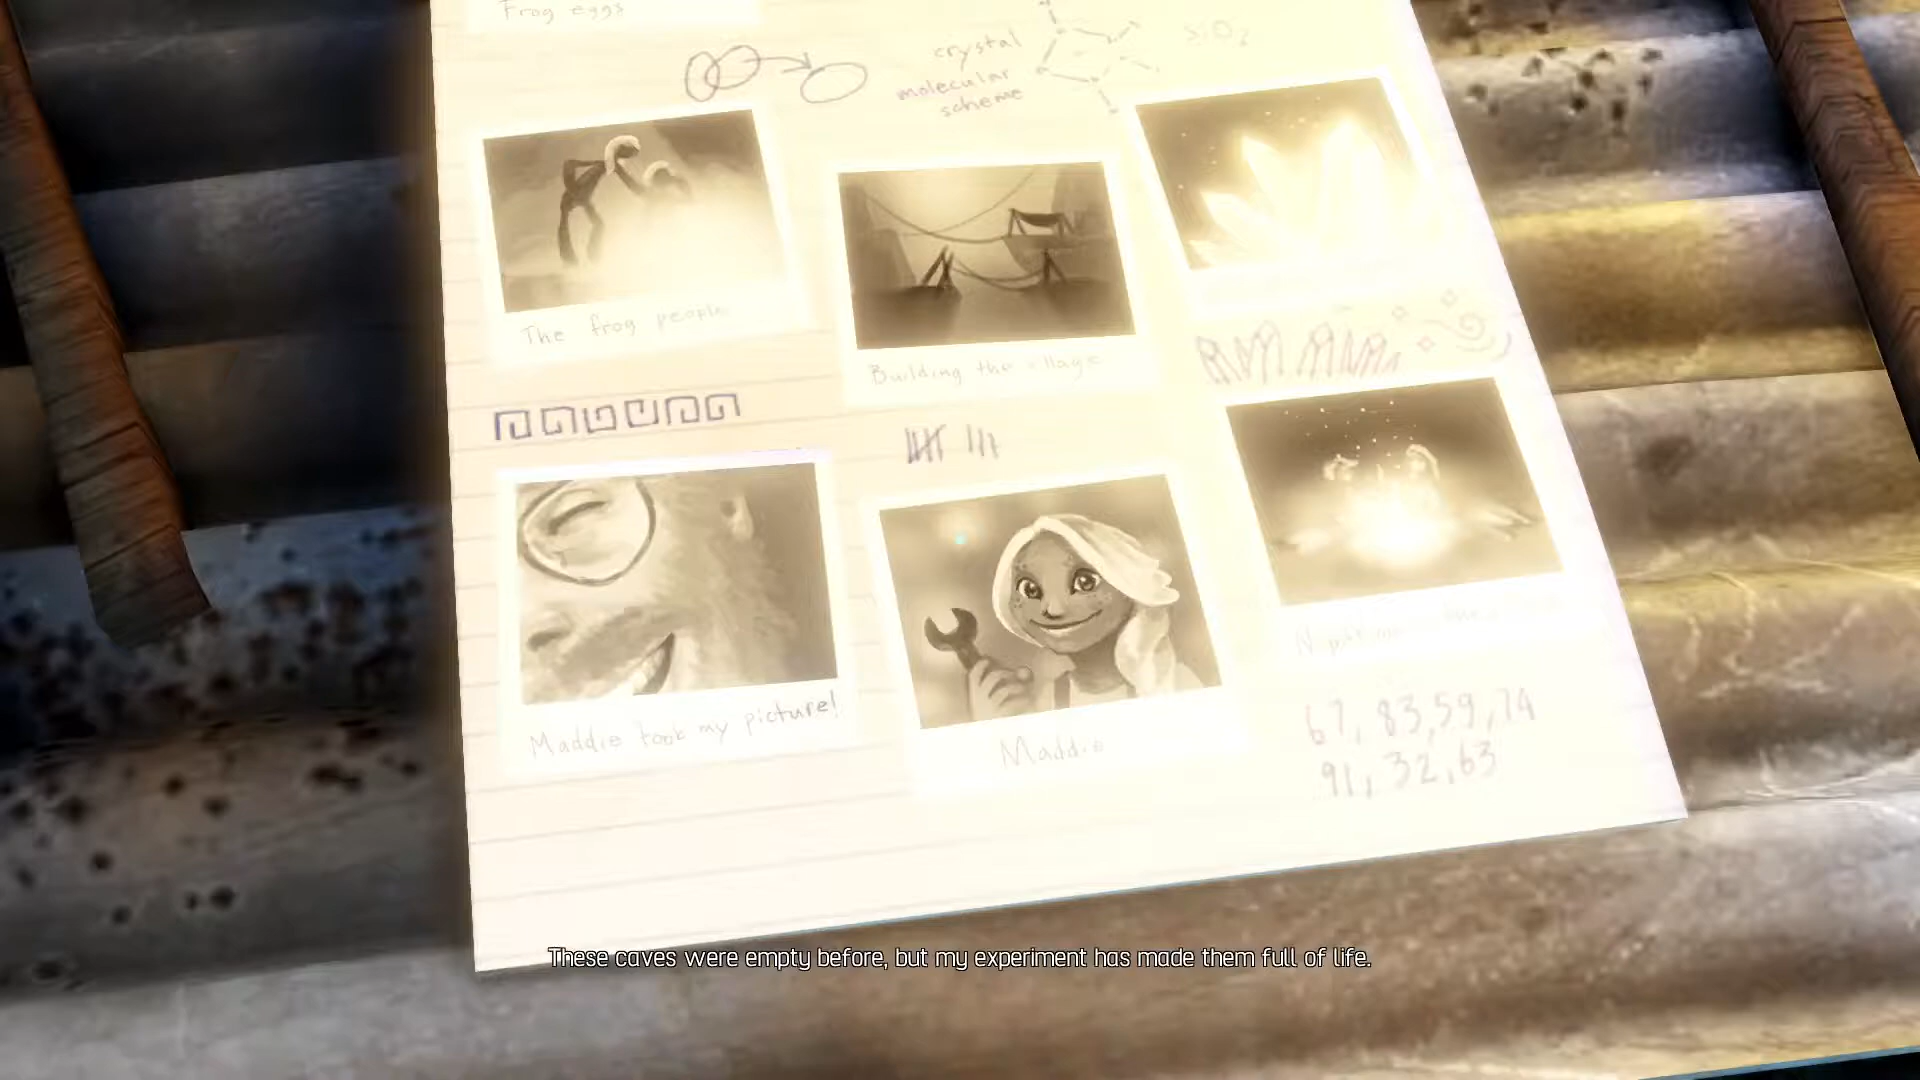 Frog eggs
crystal
molecular
scheme
SiO2
The frog people
Building the village
Maddie took my picture!
Maddie
67, 83, 59, 74
91, 32, 63
These caves were empty before, but my experiment has made them full of life.